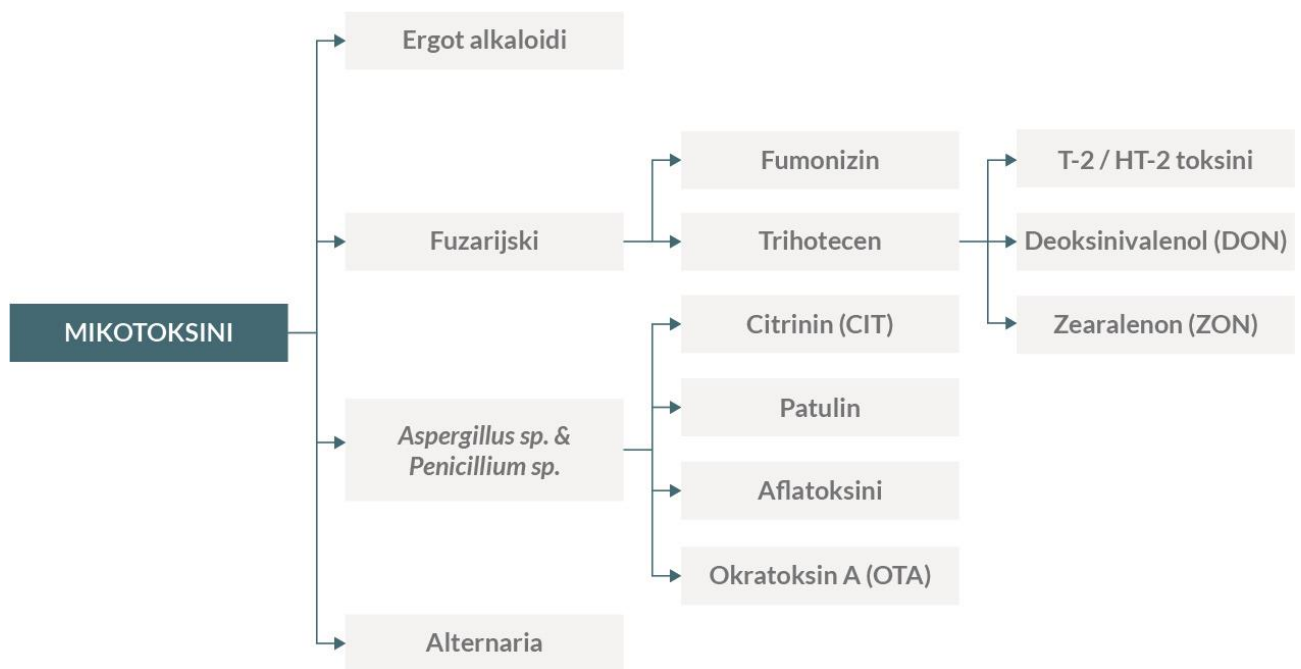 Ergot alkaloidi
Fumonizin
T-2 / HT-2 toksini
Fuzarijski
Trihotecen
Deoksinivalenol (DON)
MIKOTOKSINI
Citrinin (CIT)
Zearalenon (ZON)
Aspergillus sp. &
Penicillium sp.
Patulin
Aflatoksini
Okratoksin A (OTA)
Alternaria